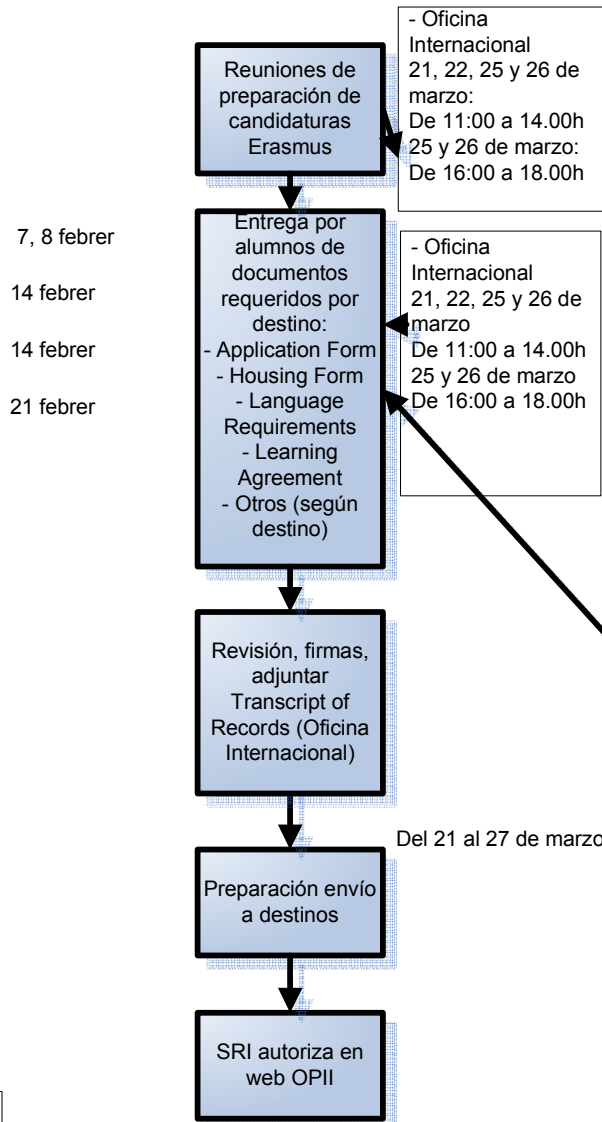 Reuniones de
preparación de
candidaturas
Erasmus
- Oficina
Internacional
21, 22, 25 y 26 de
marzo:
De 11:00 a 14.00h
25 y 26 de marzo:
De 16:00 a 18.00h
7, 8 febrer
14 febrer
14 febrer
21 febrer
Entrega por
alumnos de
documentos
requeridos por
destino:
- Application Form
- Housing Form
- Language
Requirements
- Learning
Agreement
- Otros (según
destino)
- Oficina
Internacional
21, 22, 25 y 26 de
marzo
De 11:00 a 14.00h
25 y 26 de marzo
De 16:00 a 18.00h
Revisión, firmas,
adjuntar
Transcript of
Records (Oficina
Internacional)
Del 21 al 27 de marzo
Preparación envío
a destinos
SRI autoriza en
web OPII